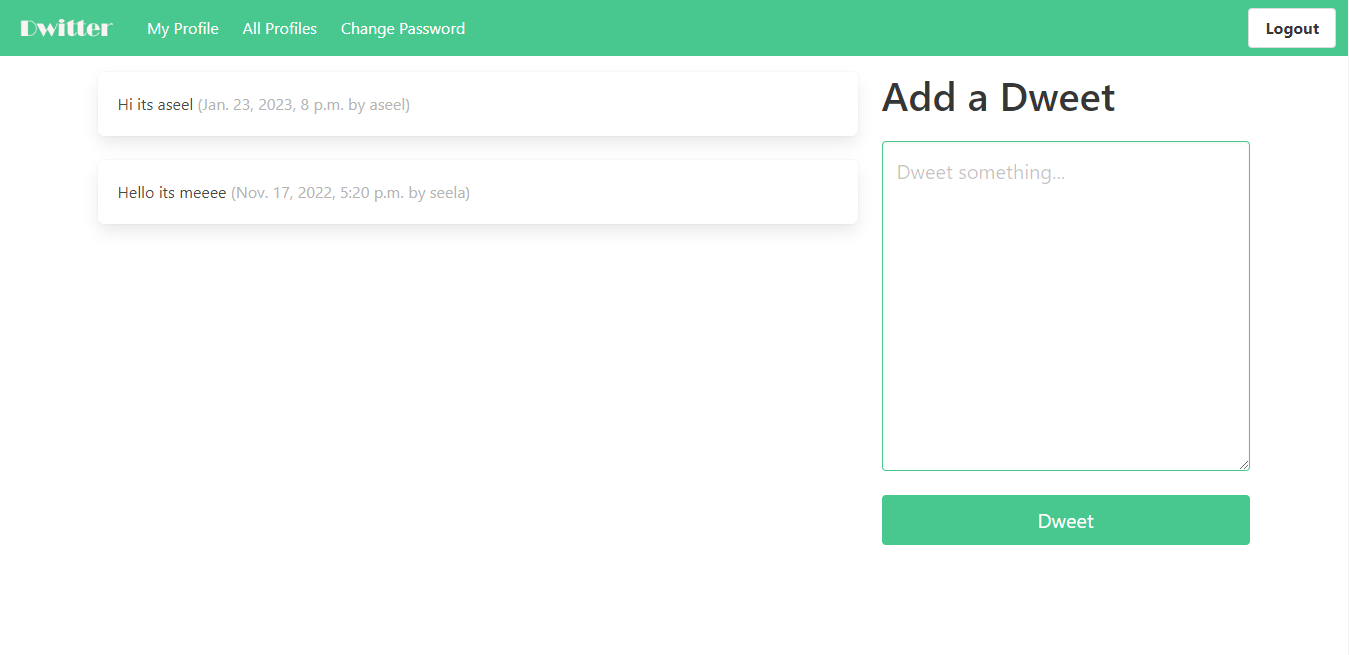 Dwitter My Profile All Profiles Change Password Logout
Hi its aseel (Jan. 23, 2023, 8 p.m. by aseel)
Hello its meeee (Nov. 17, 2022, 5:20 p.m. by seela)
Add a Dweet
Dweet something...
Dweet